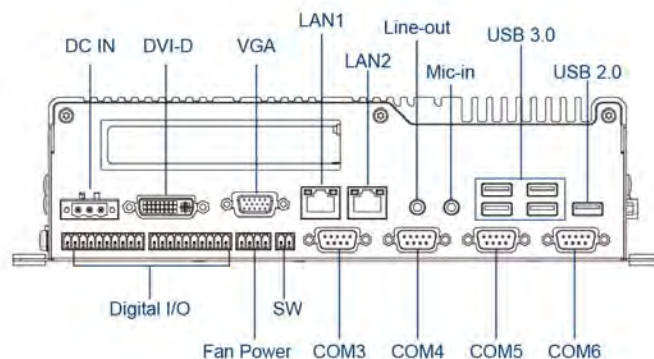 LAN1
Line-out
USB 3.0
DC IN
DVI-D
VGA
LAN2
Mic-in
USB 2.0
Digital I/O
SW
Fan Power
COM3
COM4
COM5
COM6